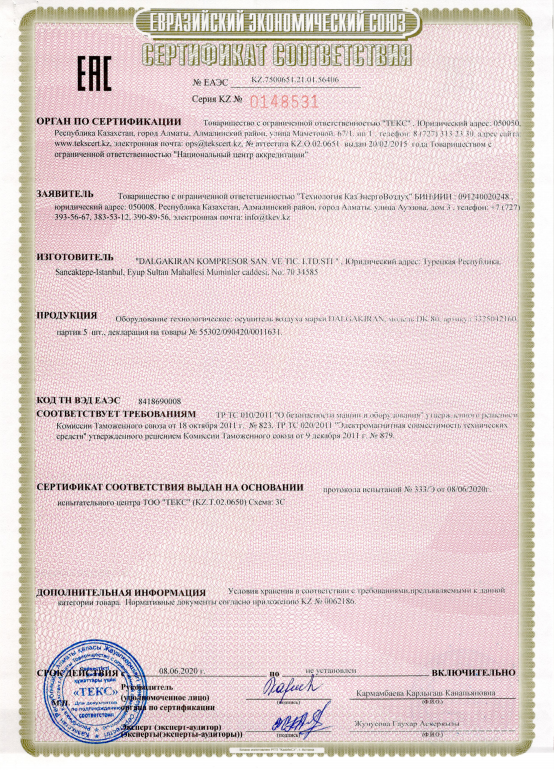 ЕВРАЗИЙСКИЙ ЭКОНОМИЧЕСКИЙ СОЮЗ
СЕРТИФИКАТ СООТВЕТСТВИЯ
ЕАС
№ ЕАЭС KZ.7500651.21.01.56406
Серия KZ № 0148531
ОРГАН ПО СЕРТИФИКАЦИИ Товарищество с ограниченной ответственностью "ТЕКС" , Юридический адрес: 050050,
Республика Казахстан, город Алматы, Алмалинский район, улица Маметовой, 67/1, телефон: 8 (727) 313 21 30, адрес сайта:
www.tekscert.kz, электронная почта: ops@tekscert.kz, № аттестата KZ.O.02.0651 выдан 20/02/2015 года Товариществом с
ограниченной ответственностью "Национальный центр аккредитации"
ЗАЯВИТЕЛЬ Товарищество с ограниченной ответственностью "Технология Каз ЭнергоВоздух" БИН/ИИН : 091240020248 ,
юридический адрес: 050008, Республика Казахстан, Алмалинский район, город Алматы, улица Ауэзова, дом 3 , телефон: +7 (727)
393-56-67, 383-53-12, 390-89-56, электронная почта: info@tkev.kz
ИЗГОТОВИТЕЛЬ "DALGAKIRAN KOMPRESOR SAN. VE TIC. LTD.STI " , Юридический адрес: Турецкая Республика,
Sancaktepe-Istanbul, Eyup Sultan Mahallesi Muminler caddesi, No: 70 34585
ПРОДУКЦИЯ Оборудование технологическое: осушитель воздуха марки DALGAKIRAN, модель DK 80, артикул: 3325042160,
партия 5 шт., декларация на товары № 55302/090420/0011631.
КОД ТН ВЭД ЕАЭС 8418690008
СООТВЕТСТВУЕТ ТРЕБОВАНИЯМ ТР ТС 010/2011 "О безопасности машин и оборудования" утвержденного решением
Комиссии Таможенного союза от 18 октября 2011 г. № 823, ТР ТС 020/2011 "Электромагнитная совместимость технических
средств" утвержденного решением Комиссии Таможенного союза от 9 декабря 2011 г. № 879.
СЕРТИФИКАТ СООТВЕТСТВИЯ ВЫДАН НА ОСНОВАНИИ протокола испытаний № 333/Э от 08/06/2020г.
испытательного центра ТОО "ТЕКС" (KZ.T.02.0650) Схема: 3С
ДОПОЛНИТЕЛЬНАЯ ИНФОРМАЦИЯ Условия хранения в соответствии с требованиями,предъявляемыми к данной
категории товара. Нормативные документы согласно приложению KZ № 0062186.
СРОК ДЕЙСТВИЯ С 08.06.2020 г. по не установлен ВКЛЮЧИТЕЛЬНО
«ТЕКС»
М.П.
Руководитель
(уполномоченное лицо) Кармамбаева Карлыгаш Канапьяновна
органа по сертификации (подпись) (Ф.И.О.)
Эксперт (эксперт-аудитор) Жунусова Глухар Аскеркызы
(эксперты(эксперты-аудиторы)) (подпись) (Ф.И.О.)